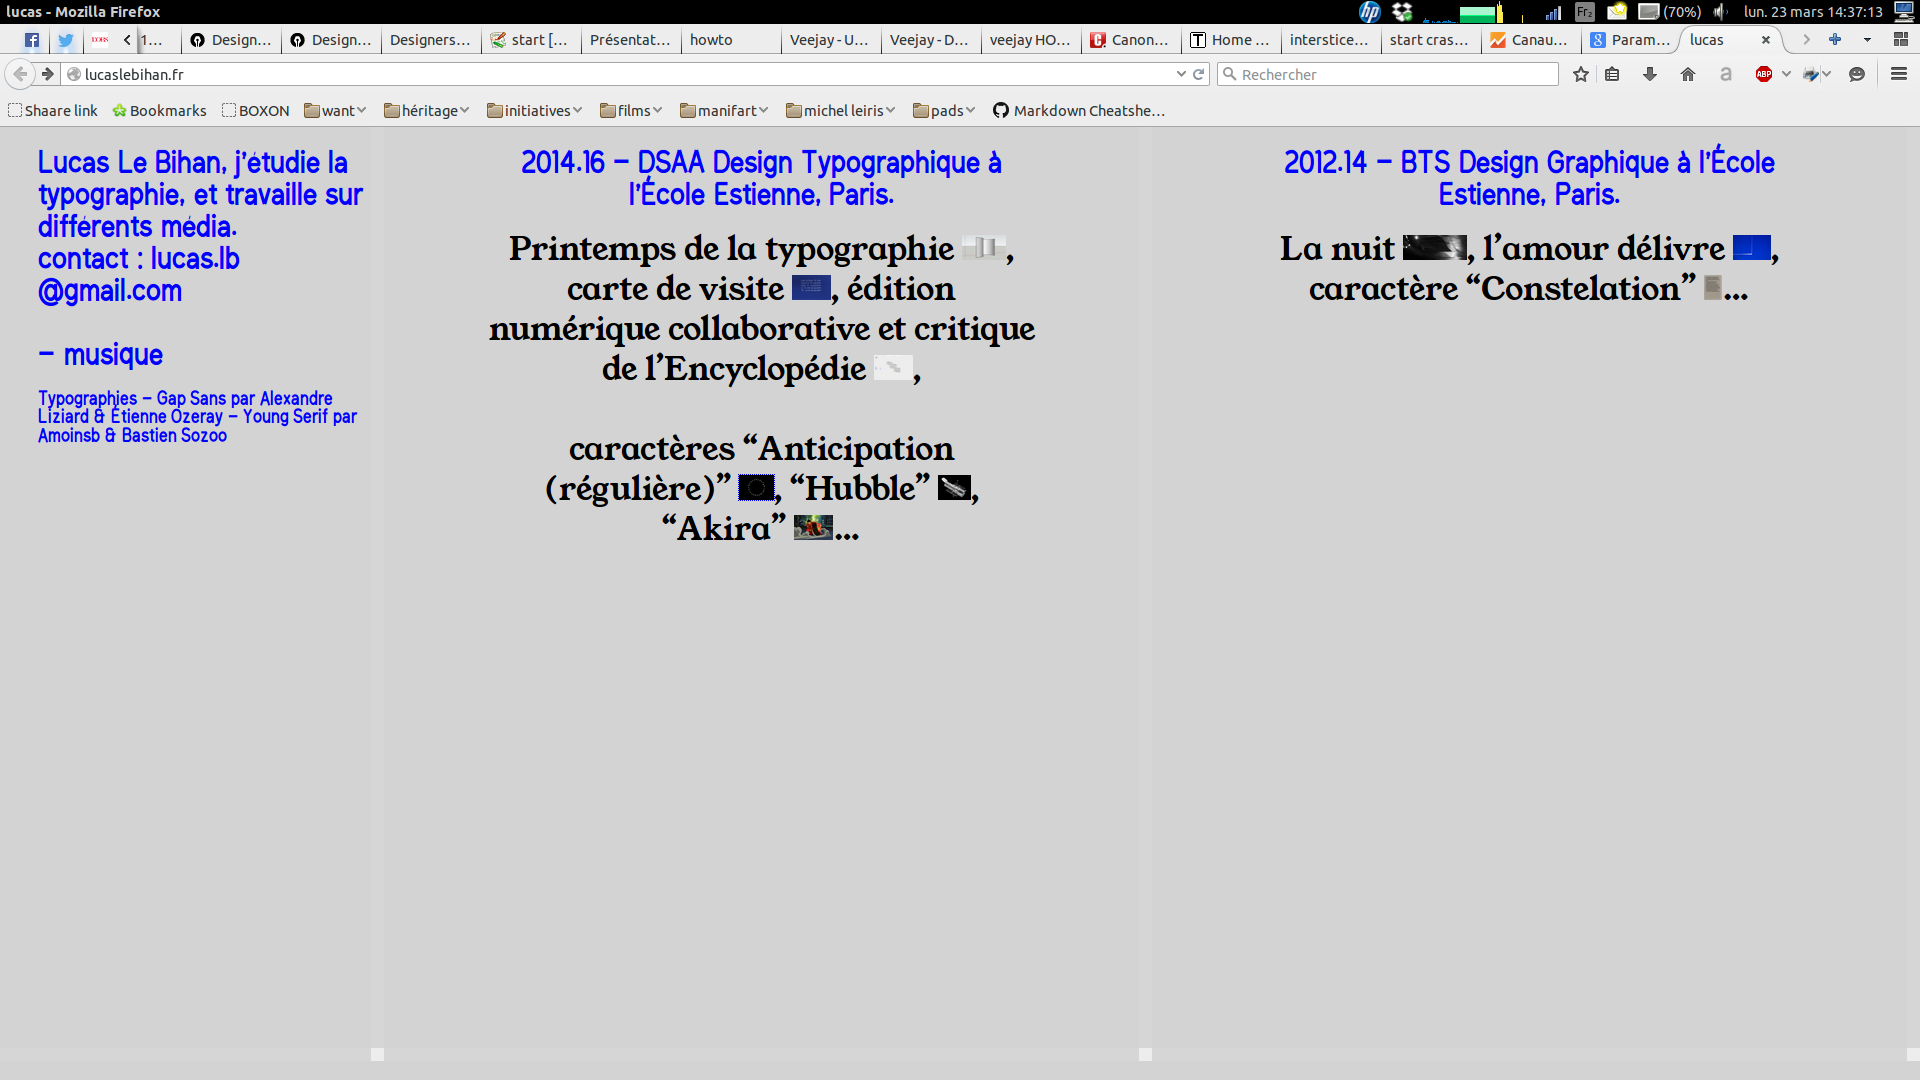 lucas - Mozilla Firefox
Fr₂ (70%) lun. 23 mars 14:37:13
1… Design… Design… Designers… start [… Présentat… howto Veejay - U… Veejay - D… veejay HO… Canon… Home … interstice… start cras… Canau… Param… lucas
lucaslebihan.fr Rechercher ABP
Shaare link Bookmarks BOXON want héritage initiatives films manifart michel leiris pads Markdown Cheatshe…
Lucas Le Bihan, j’étudie la
typographie, et travaille sur
différents média.
contact : lucas.lb
@gmail.com
– musique
Typographies – Gap Sans par Alexandre
Liziard & Étienne Ozeray – Young Serif par
Amoinsb & Bastien Sozoo
2014.16 – DSAA Design Typographique à
l’École Estienne, Paris.
Printemps de la typographie ,
carte de visite , édition
numérique collaborative et critique
de l’Encyclopédie ,
caractères “Anticipation
(régulière)” , “Hubble” ,
“Akira” ...
2012.14 – BTS Design Graphique à l’École
Estienne, Paris.
La nuit , l’amour délivre ,
caractère “Constelation” ...